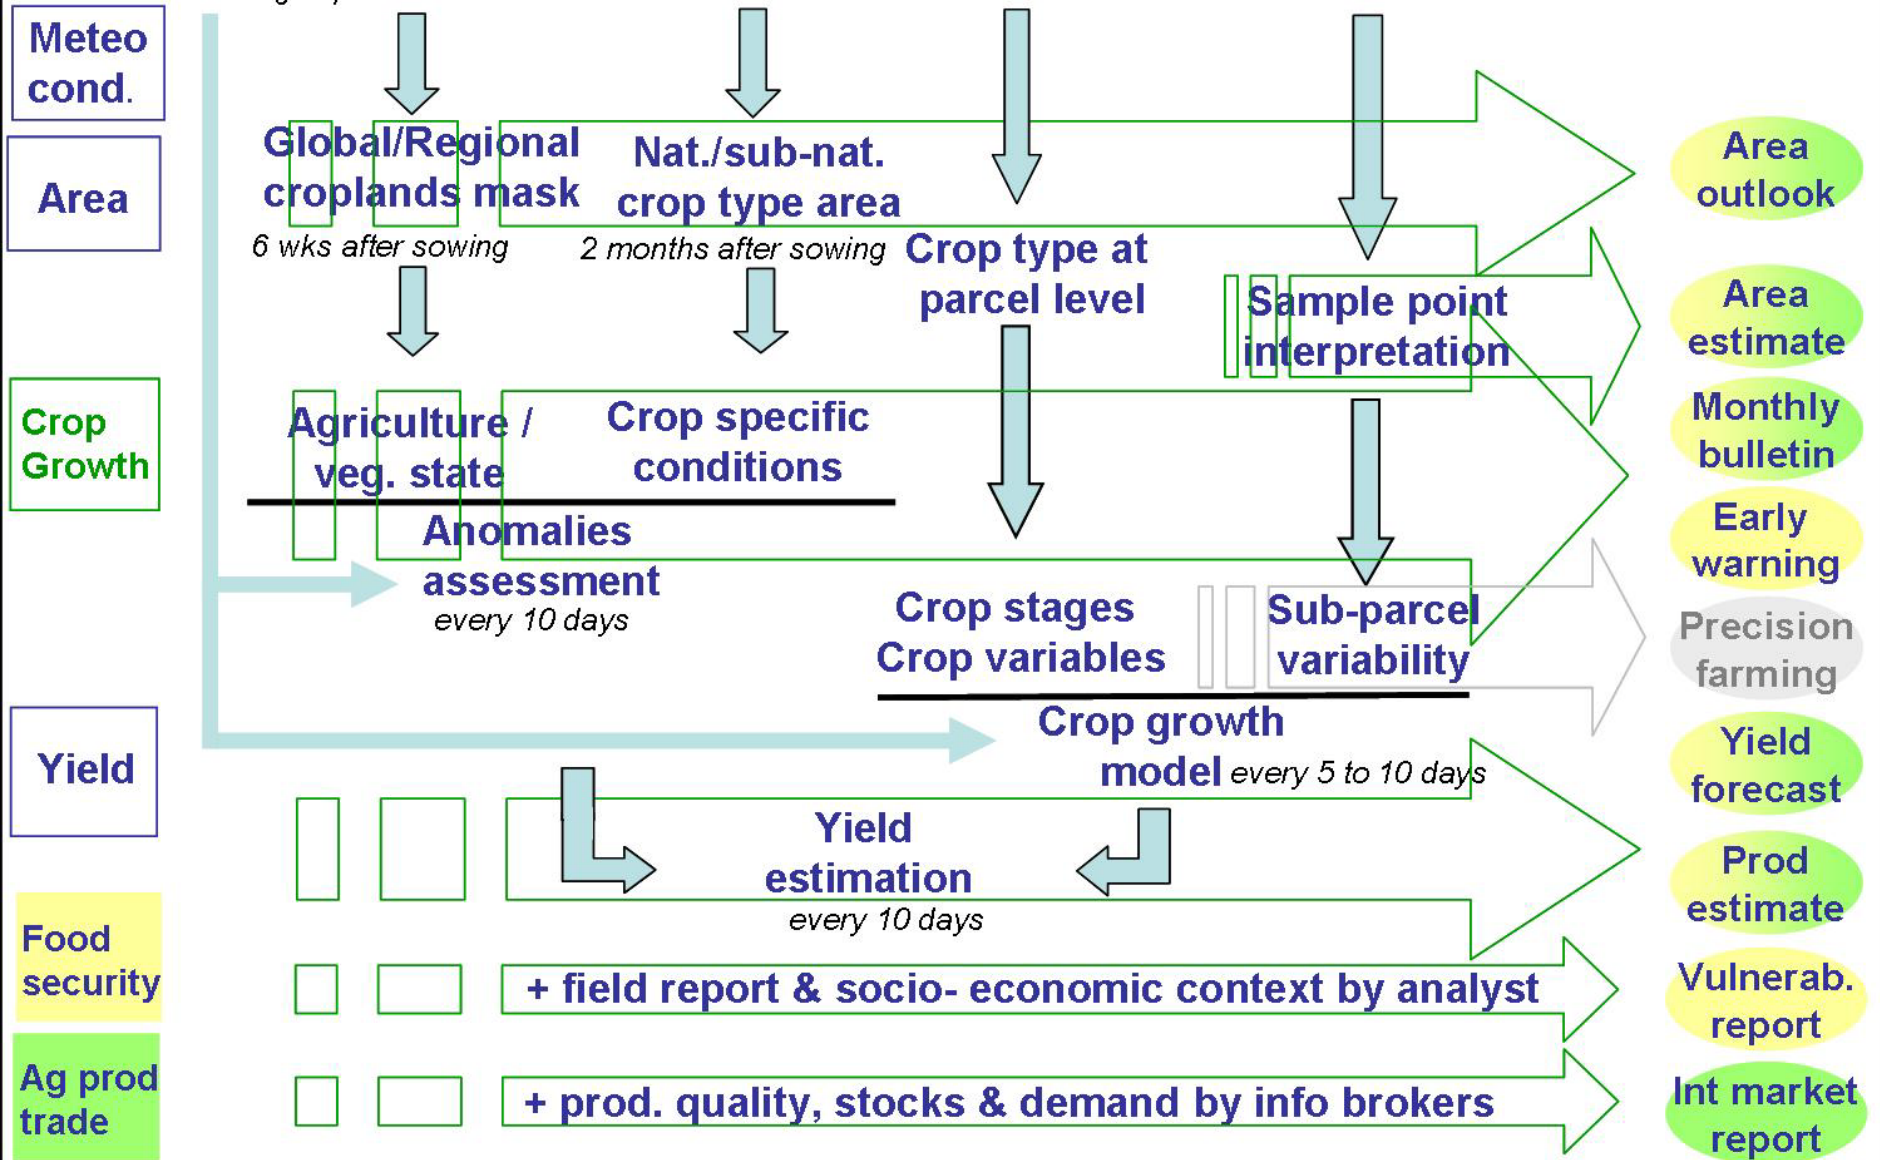 Meteo
cond.
Area
Global/Regional
croplands mask
6 wks after sowing
Nat./sub-nat.
crop type area
2 months after sowing
Crop type at
parcel level
Sample point
interpretation
Area
outlook
Area
estimate
Crop
Growth
Agriculture /
veg. state
Crop specific
conditions
Anomalies
assessment
every 10 days
Crop stages
Crop variables
Sub-parcel
variability
Monthly
bulletin
Early
warning
Precision
farming
Yield
Crop growth
model every 5 to 10 days
Yield
estimation
every 10 days
Yield
forecast
Prod
estimate
Food
security
+ field report & socio- economic context by analyst
Vulnerab.
report
Ag prod
trade
+ prod. quality, stocks & demand by info brokers
Int market
report